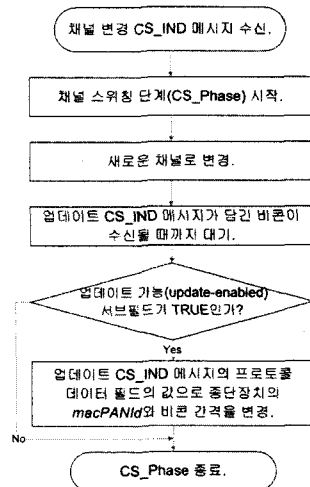 채널 변경 CS_IND 메시지 수신.
채널 스위칭 단계(CS_Phase) 시작.
새로운 채널로 변경.
업데이트 CS_IND 메시지가 담긴 비콘이
수신될 때까지 대기.
업데이트 가능(update-enabled)
서브필드가 TRUE인가?
Yes
업데이트 CS_IND 메시지의 프로토콜
데이터 필드의 값으로 종단장치의
macPANId와 비콘 간격을 변경.
No
CS_Phase 종료.